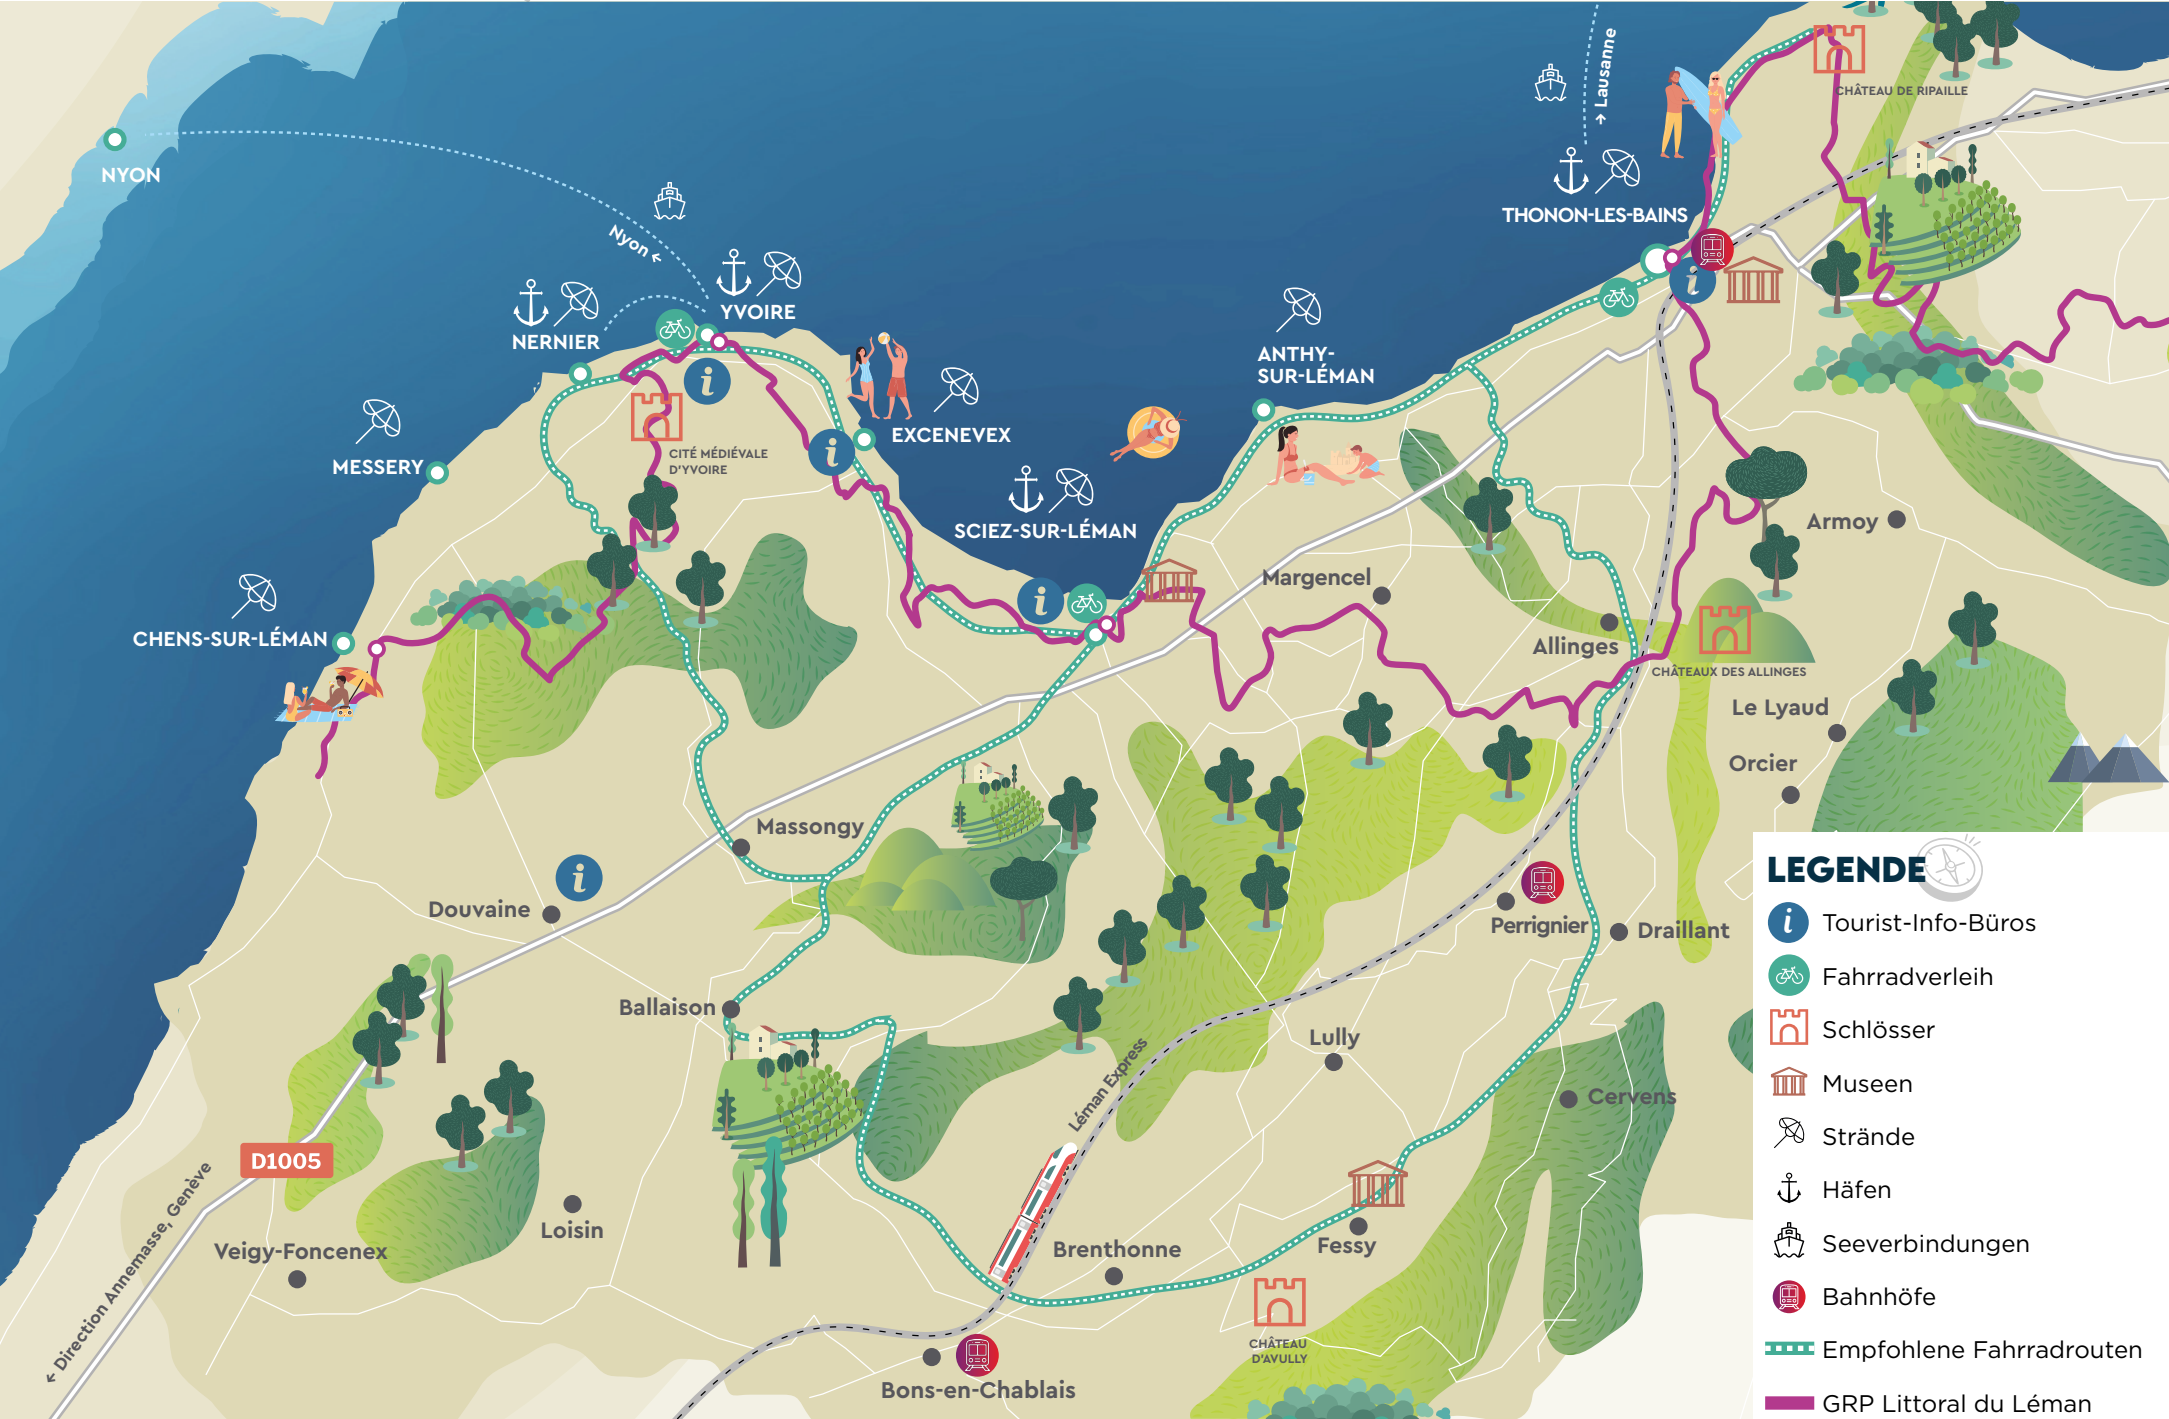 → Lausanne
CHÂTEAU DE RIPAILLE
NYON
THONON-LES-BAINS
Nyon ←
YVOIRE
NERNIER
ANTHY-
SUR-LÉMAN
EXCENEVEX
CITÉ MÉDIÉVALE
D'YVOIRE
MESSERY
SCIEZ-SUR-LÉMAN
Armoy
Margencel
CHENS-SUR-LÉMAN
Allinges
CHÂTEAUX DES ALLINGES
Le Lyaud
Orcier
Massongy
Douvaine
Perrignier
Draillant
Ballaison
Lully
Léman Express
Cervens
D1005
Loisin
Veigy-Foncenex
← Direction Annemasse, Genève
Brenthonne
Fessy
CHÂTEAU
D'AVULLY
Bons-en-Chablais
LEGENDE
i Tourist-Info-Büros
Fahrradverleih
Schlösser
Museen
Strände
Häfen
Seeverbindungen
Bahnhöfe
Empfohlene Fahrradrouten
GRP Littoral du Léman